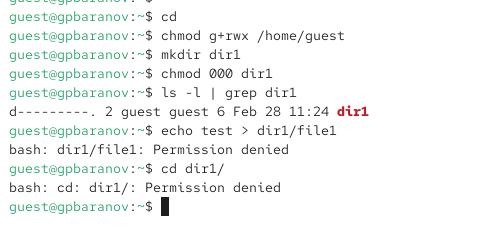 guest@gpbaranov:~$ cd
guest@gpbaranov:~$ chmod g+rwx /home/guest
guest@gpbaranov:~$ mkdir dir1
guest@gpbaranov:~$ chmod 000 dir1
guest@gpbaranov:~$ ls -l | grep dir1
d---------. 2 guest guest 6 Feb 28 11:24 dir1
guest@gpbaranov:~$ echo test > dir1/file1
bash: dir1/file1: Permission denied
guest@gpbaranov:~$ cd dir1/
bash: cd: dir1/: Permission denied
guest@gpbaranov:~$